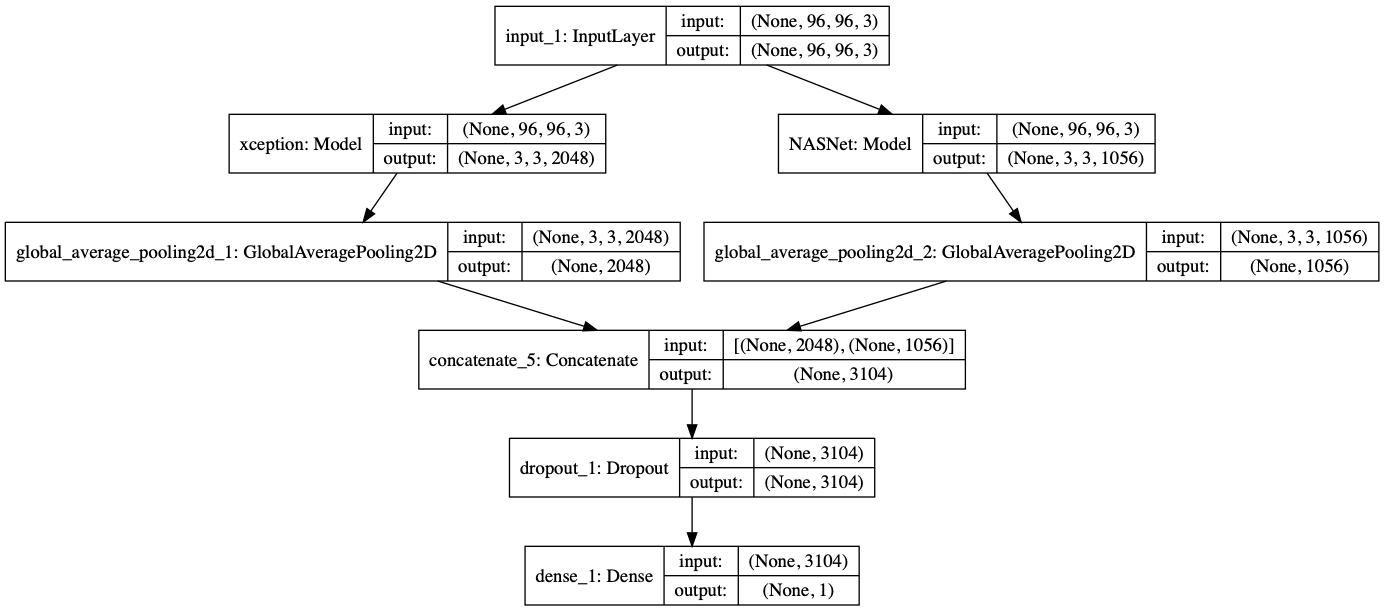 input_1: InputLayer
input: (None, 96, 96, 3)
output: (None, 96, 96, 3)
xception: Model
input: (None, 96, 96, 3)
output: (None, 3, 3, 2048)
NASNet: Model
input: (None, 96, 96, 3)
output: (None, 3, 3, 1056)
global_average_pooling2d_1: GlobalAveragePooling2D
input: (None, 3, 3, 2048)
output: (None, 2048)
global_average_pooling2d_2: GlobalAveragePooling2D
input: (None, 3, 3, 1056)
output: (None, 1056)
concatenate_5: Concatenate
input: [(None, 2048), (None, 1056)]
output: (None, 3104)
dropout_1: Dropout
input: (None, 3104)
output: (None, 3104)
dense_1: Dense
input: (None, 3104)
output: (None, 1)